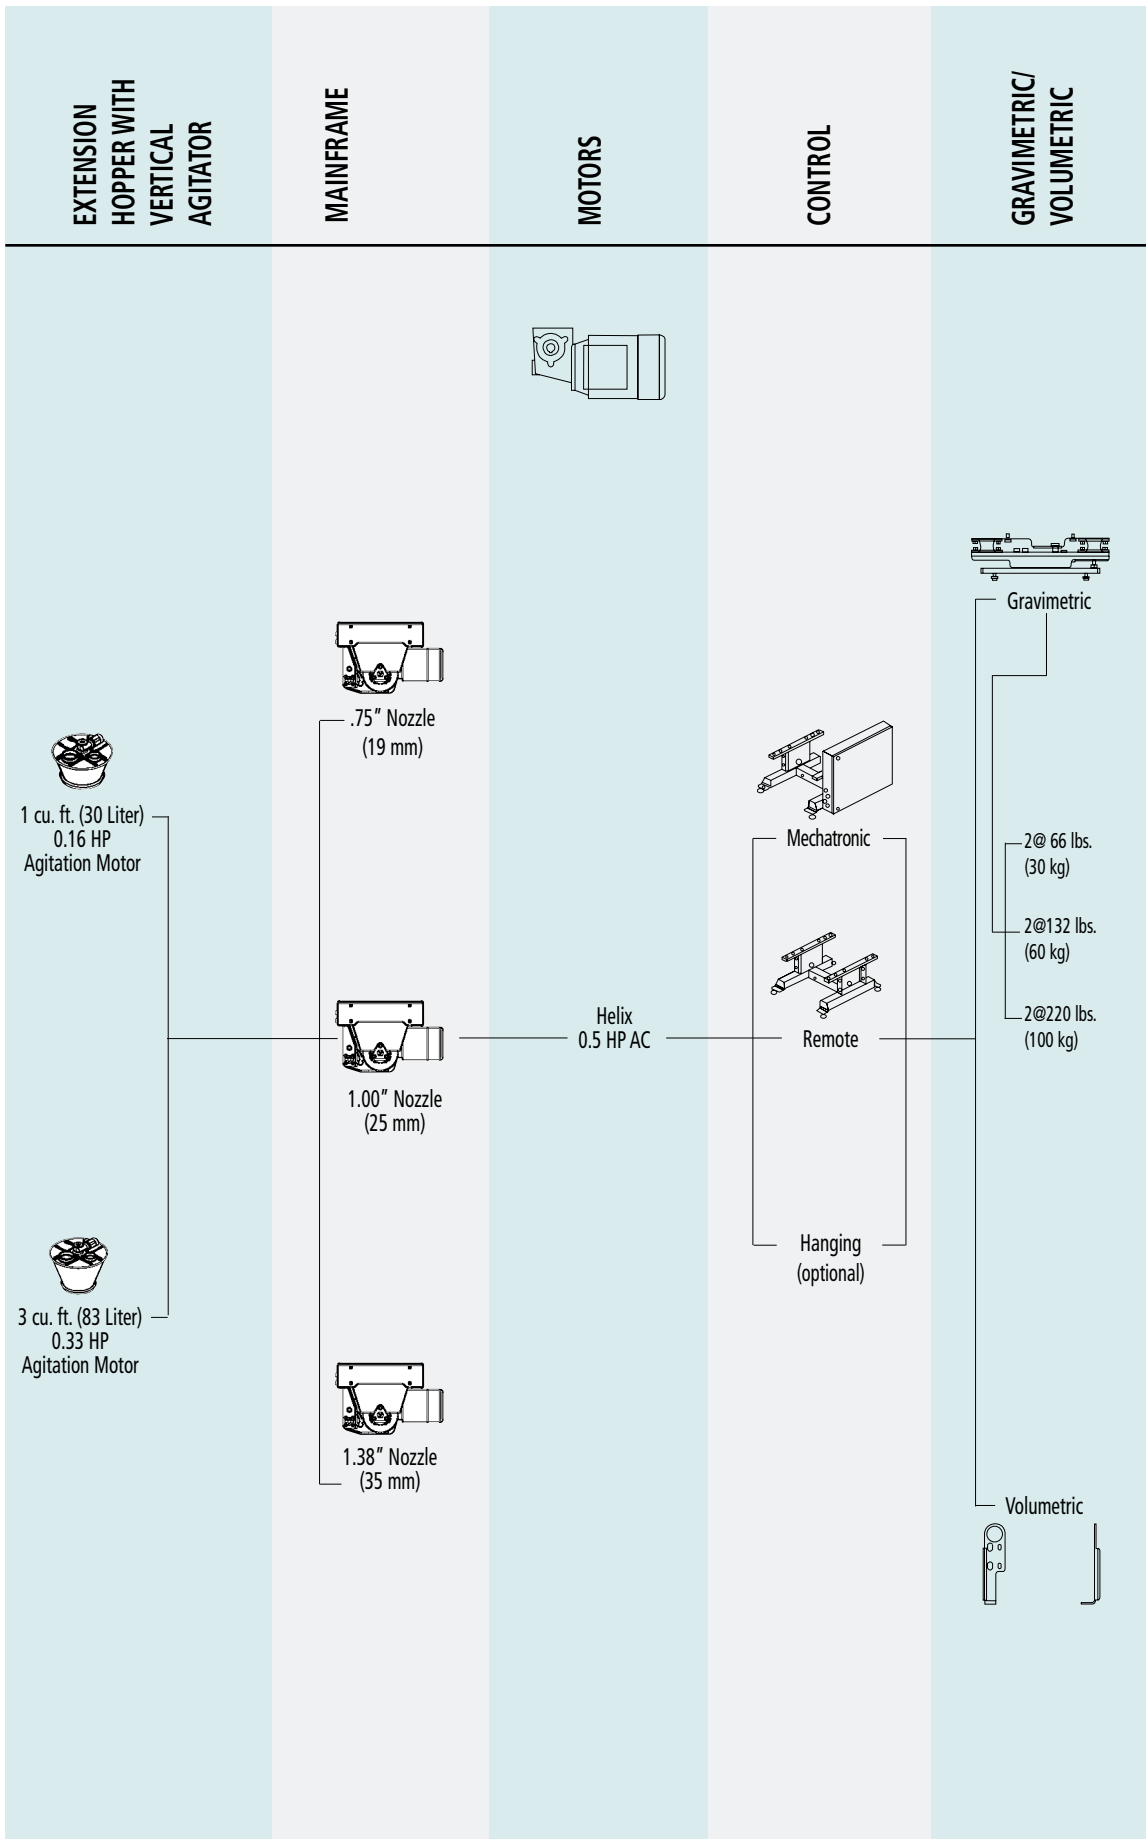 EXTENSION
HOPPER WITH
VERTICAL
AGITATOR
MAINFRAME
MOTORS
CONTROL
GRAVIMETRIC/
VOLUMETRIC
1 cu. ft. (30 Liter)
0.16 HP
Agitation Motor
3 cu. ft. (83 Liter)
0.33 HP
Agitation Motor
.75" Nozzle
(19 mm)
1.00" Nozzle
(25 mm)
1.38" Nozzle
(35 mm)
Helix
0.5 HP AC
Mechatronic
Remote
Hanging
(optional)
Gravimetric
2@ 66 lbs.
(30 kg)
2@132 lbs.
(60 kg)
2@220 lbs.
(100 kg)
Volumetric